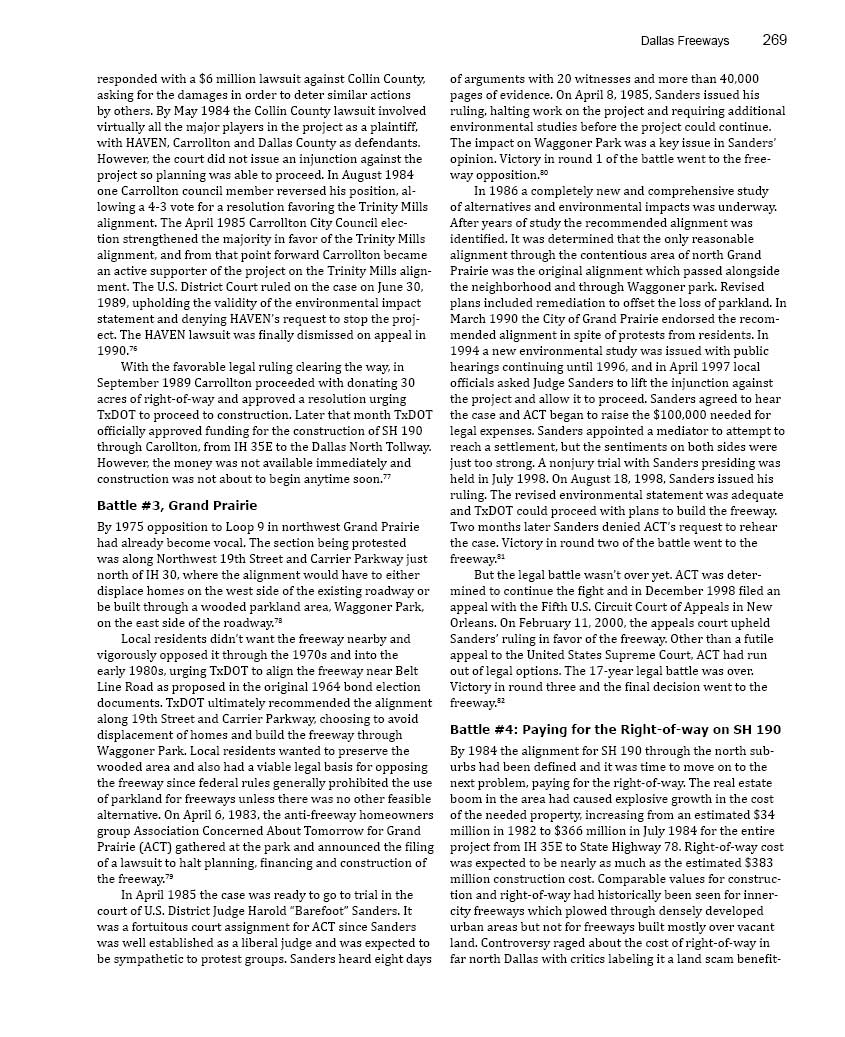 Dallas Freeways 269
responded with a $6 million lawsuit against Collin County,
asking for the damages in order to deter similar actions
by others. By May 1984 the Collin County lawsuit involved
virtually all the major players in the project as a plaintiff,
with HAVEN, Carrollton and Dallas County as defendants.
However, the court did not issue an injunction against the
project so planning was able to proceed. In August 1984
one Carrollton council member reversed his position, al-
lowing a 4-3 vote for a resolution favoring the Trinity Mills
alignment. The April 1985 Carrollton City Council elec-
tion strengthened the majority in favor of the Trinity Mills
alignment, and from that point forward Carrollton became
an active supporter of the project on the Trinity Mills align-
ment. The U.S. District Court ruled on the case on June 30,
1989, upholding the validity of the environmental impact
statement and denying HAVEN's request to stop the proj-
ect. The HAVEN lawsuit was finally dismissed on appeal in
1990.⁷⁶
With the favorable legal ruling clearing the way, in
September 1989 Carrollton proceeded with donating 30
acres of right-of-way and approved a resolution urging
TxDOT to proceed to construction. Later that month TxDOT
officially approved funding for the construction of SH 190
through Carollton, from IH 35E to the Dallas North Tollway.
However, the money was not available immediately and
construction was not about to begin anytime soon.⁷⁷
Battle #3, Grand Prairie
By 1975 opposition to Loop 9 in northwest Grand Prairie
had already become vocal. The section being protested
was along Northwest 19th Street and Carrier Parkway just
north of IH 30, where the alignment would have to either
displace homes on the west side of the existing roadway or
be built through a wooded parkland area, Waggoner Park,
on the east side of the roadway.⁷⁸
Local residents didn't want the freeway nearby and
vigorously opposed it through the 1970s and into the
early 1980s, urging TxDOT to align the freeway near Belt
Line Road as proposed in the original 1964 bond election
documents. TxDOT ultimately recommended the alignment
along 19th Street and Carrier Parkway, choosing to avoid
displacement of homes and build the freeway through
Waggoner Park. Local residents wanted to preserve the
wooded area and also had a viable legal basis for opposing
the freeway since federal rules generally prohibited the use
of parkland for freeways unless there was no other feasible
alternative. On April 6, 1983, the anti-freeway homeowners
group Association Concerned About Tomorrow for Grand
Prairie (ACT) gathered at the park and announced the filing
of a lawsuit to halt planning, financing and construction of
the freeway.⁷⁹
In April 1985 the case was ready to go to trial in the
court of U.S. District Judge Harold "Barefoot" Sanders. It
was a fortuitous court assignment for ACT since Sanders
was well established as a liberal judge and was expected to
be sympathetic to protest groups. Sanders heard eight days
of arguments with 20 witnesses and more than 40,000
pages of evidence. On April 8, 1985, Sanders issued his
ruling, halting work on the project and requiring additional
environmental studies before the project could continue.
The impact on Waggoner Park was a key issue in Sanders'
opinion. Victory in round 1 of the battle went to the free-
way opposition.⁸⁰
In 1986 a completely new and comprehensive study
of alternatives and environmental impacts was underway.
After years of study the recommended alignment was
identified. It was determined that the only reasonable
alignment through the contentious area of north Grand
Prairie was the original alignment which passed alongside
the neighborhood and through Waggoner park. Revised
plans included remediation to offset the loss of parkland. In
March 1990 the City of Grand Prairie endorsed the recom-
mended alignment in spite of protests from residents. In
1994 a new environmental study was issued with public
hearings continuing until 1996, and in April 1997 local
officials asked Judge Sanders to lift the injunction against
the project and allow it to proceed. Sanders agreed to hear
the case and ACT began to raise the $100,000 needed for
legal expenses. Sanders appointed a mediator to attempt to
reach a settlement, but the sentiments on both sides were
just too strong. A nonjury trial with Sanders presiding was
held in July 1998. On August 18, 1998, Sanders issued his
ruling. The revised environmental statement was adequate
and TxDOT could proceed with plans to build the freeway.
Two months later Sanders denied ACT's request to rehear
the case. Victory in round two of the battle went to the
freeway.⁸¹
But the legal battle wasn't over yet. ACT was deter-
mined to continue the fight and in December 1998 filed an
appeal with the Fifth U.S. Circuit Court of Appeals in New
Orleans. On February 11, 2000, the appeals court upheld
Sanders' ruling in favor of the freeway. Other than a futile
appeal to the United States Supreme Court, ACT had run
out of legal options. The 17-year legal battle was over.
Victory in round three and the final decision went to the
freeway.⁸²
Battle #4: Paying for the Right-of-way on SH 190
By 1984 the alignment for SH 190 through the north sub-
urbs had been defined and it was time to move on to the
next problem, paying for the right-of-way. The real estate
boom in the area had caused explosive growth in the cost
of the needed property, increasing from an estimated $34
million in 1982 to $366 million in July 1984 for the entire
project from IH 35E to State Highway 78. Right-of-way cost
was expected to be nearly as much as the estimated $383
million construction cost. Comparable values for construc-
tion and right-of-way had historically been seen for inner-
city freeways which plowed through densely developed
urban areas but not for freeways built mostly over vacant
land. Controversy raged about the cost of right-of-way in
far north Dallas with critics labeling it a land scam benefit-